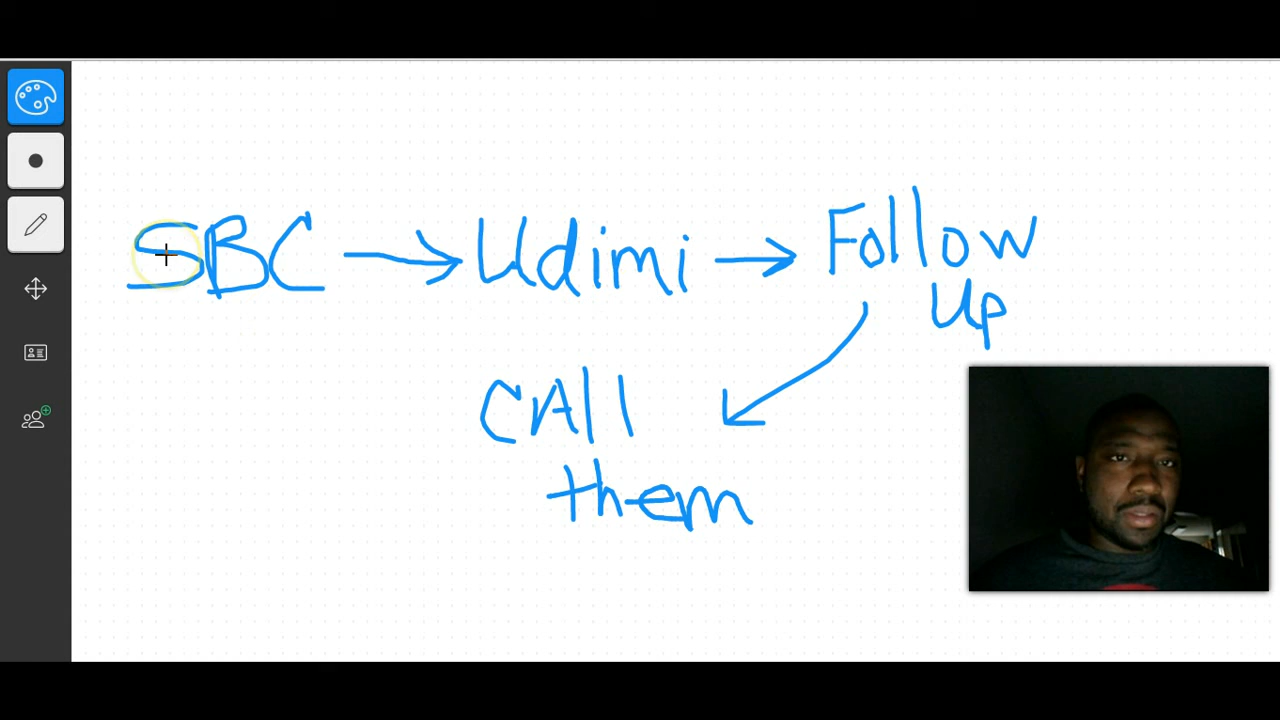 SBC → Udimi → Follow
Up
CAll
them